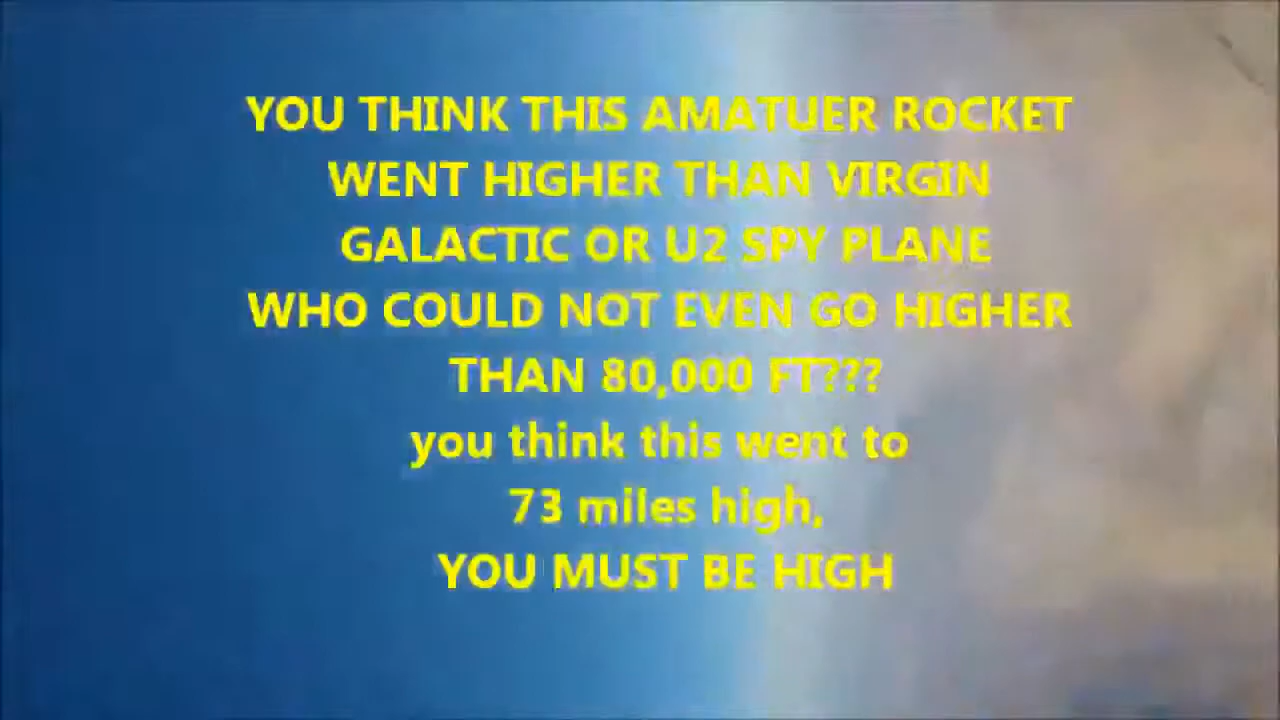 YOU THINK THIS AMATUER ROCKET
WENT HIGHER THAN VIRGIN
GALACTIC OR U2 SPY PLANE
WHO COULD NOT EVEN GO HIGHER
THAN 80,000 FT???
you think this went to
73 miles high,
YOU MUST BE HIGH